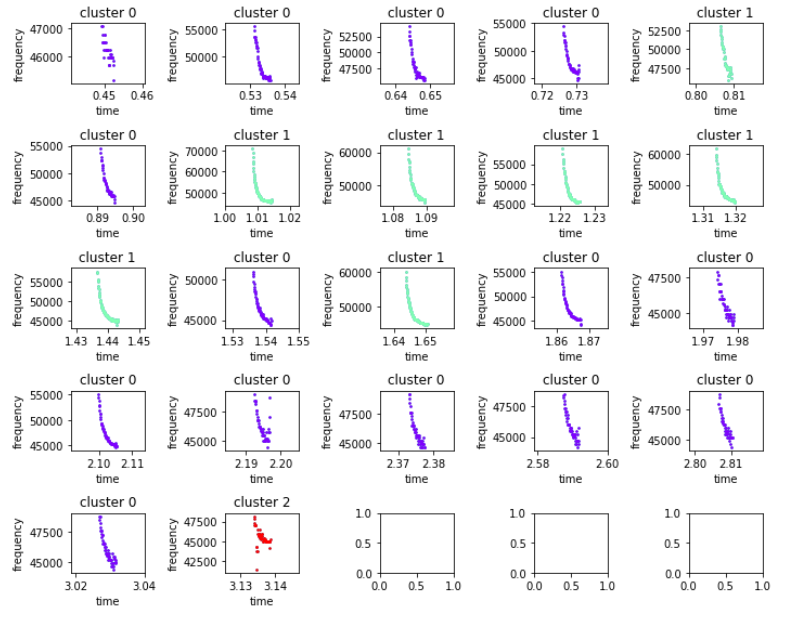 cluster 0 cluster 0 cluster 0 cluster 0 cluster 1
frequency 47000 46000 0.45 0.46 time
frequency 55000 50000 0.53 0.54 time
frequency 52500 50000 47500 0.64 0.65 time
frequency 55000 50000 45000 0.72 0.73 time
frequency 52500 50000 47500 0.80 0.81 time
cluster 0 cluster 1 cluster 1 cluster 1 cluster 1
frequency 55000 50000 45000 0.89 0.90 time
frequency 70000 60000 50000 1.00 1.01 1.02 time
frequency 60000 50000 1.08 1.09 time
frequency 55000 50000 45000 1.22 1.23 time
frequency 60000 50000 1.31 1.32 time
cluster 1 cluster 0 cluster 1 cluster 0 cluster 0
frequency 55000 50000 45000 1.43 1.44 1.45 time
frequency 50000 45000 1.53 1.54 1.55 time
frequency 60000 50000 1.64 1.65 time
frequency 55000 50000 45000 1.86 1.87 time
frequency 47500 45000 1.97 1.98 time
cluster 0 cluster 0 cluster 0 cluster 0 cluster 0
frequency 55000 50000 45000 2.10 2.11 time
frequency 47500 45000 2.19 2.20 time
frequency 47500 45000 2.37 2.38 time
frequency 47500 45000 2.58 2.60 time
frequency 47500 45000 2.80 2.81 time
cluster 0 cluster 2
frequency 47500 45000 3.02 3.04 time
frequency 47500 45000 42500 3.13 3.14 time
1.0 0.5 0.0 0.0 0.5 1.0
1.0 0.5 0.0 0.0 0.5 1.0
1.0 0.5 0.0 0.0 0.5 1.0